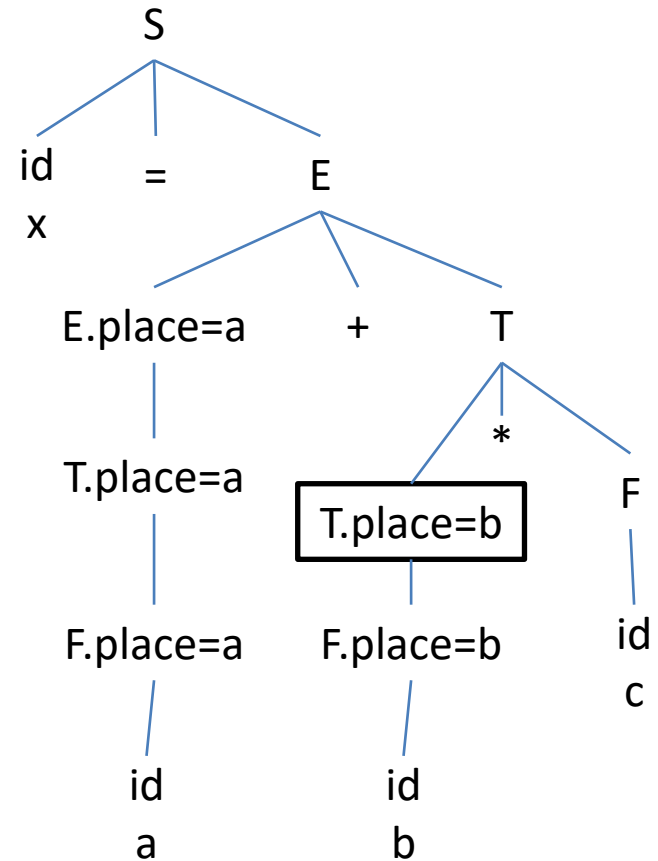 S
id = E
x
E.place=a + T
*
T.place=a T.place=b F
F.place=a F.place=b id
c
id id
a b